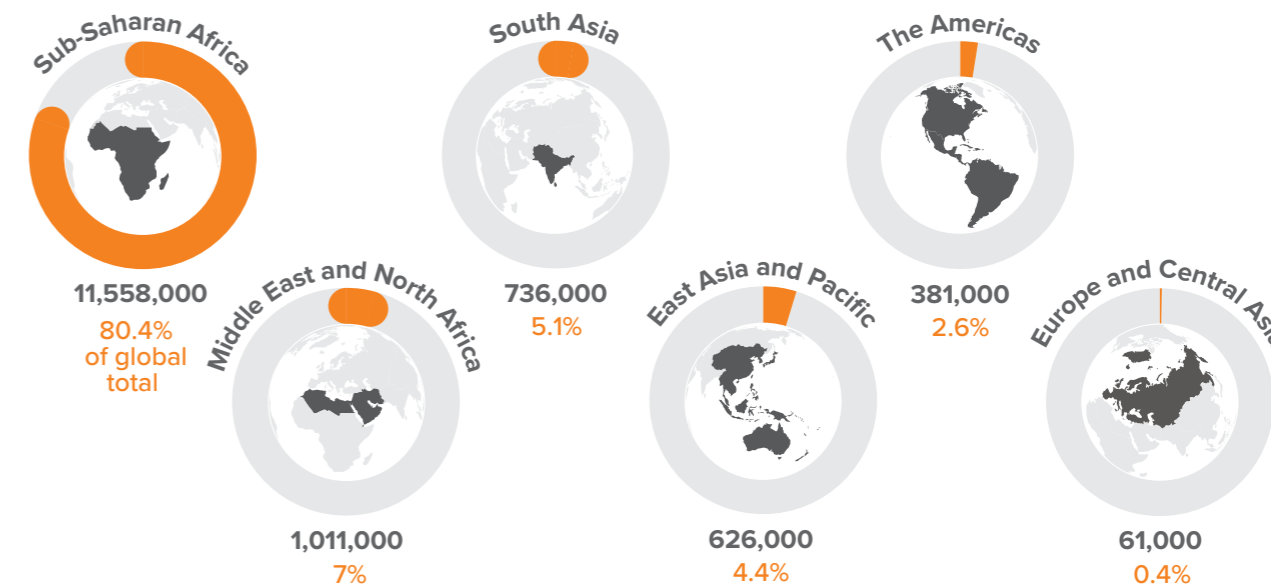 Sub-Saharan Africa
11,558,000
80.4%
of global
total
Middle East and North Africa
1,011,000
7%
South Asia
736,000
5.1%
East Asia and Pacific
626,000
4.4%
The Americas
381,000
2.6%
Europe and Central Asia
61,000
0.4%